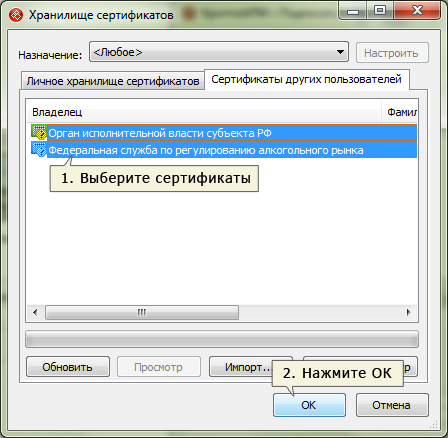 Хранилище сертификатов
Назначение: <Любое> Настроить
Личное хранилище сертификатов Сертификаты других пользователей
Владелец Фамил
Орган исполнительной власти субъекта РФ
Федеральная служба по регулированию алкогольного рынка
1. Выберите сертификаты
Обновить Просмотр Импорт...
2. Нажмите ОК
ОК Отмена